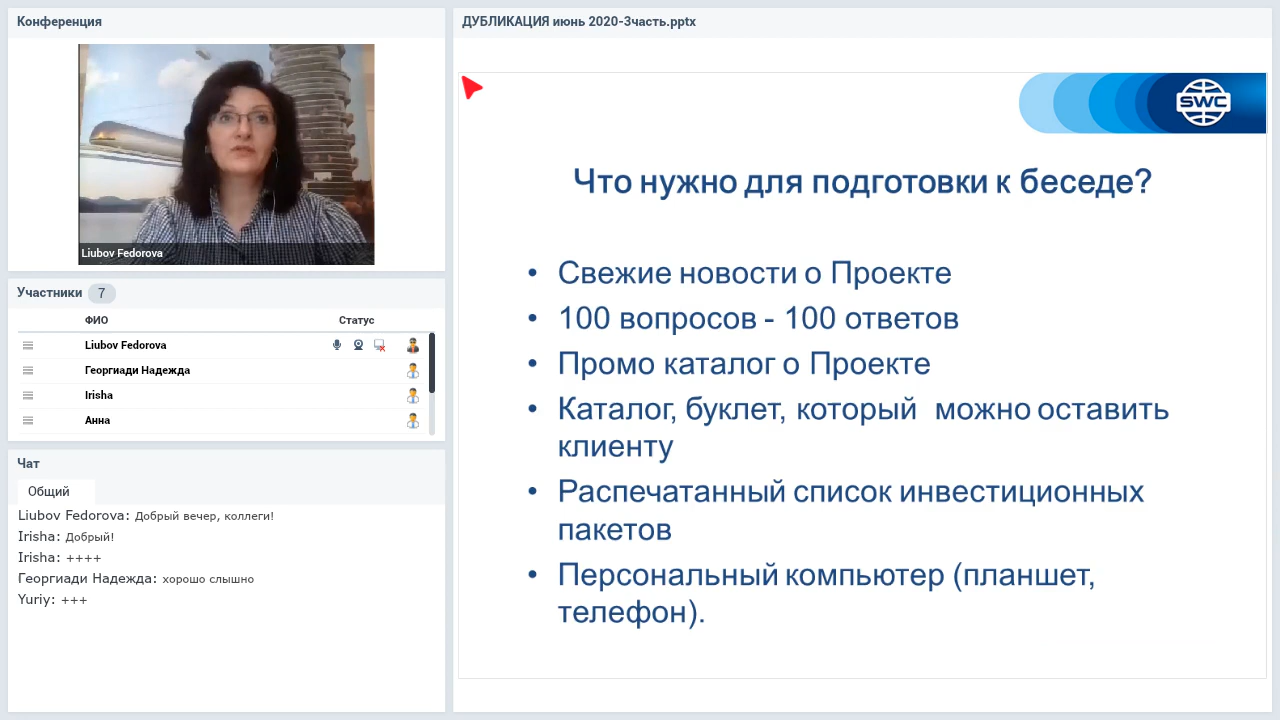 Конференция
Liubov Fedorova
Участники 7
ФИО Статус
Liubov Fedorova
Георгиади Надежда
Irisha
Анна
Чат
Общий
Liubov Fedorova: Добрый вечер, коллеги!
Irisha: Добрый!
Irisha: ++++
Георгиади Надежда: хорошо слышно
Yuriy: +++
ДУБЛИКАЦИЯ июнь 2020-3часть.pptx
SWC
Что нужно для подготовки к беседе?
• Свежие новости о Проекте
• 100 вопросов - 100 ответов
• Промо каталог о Проекте
• Каталог, буклет, который можно оставить
клиенту
• Распечатанный список инвестиционных
пакетов
• Персональный компьютер (планшет,
телефон).